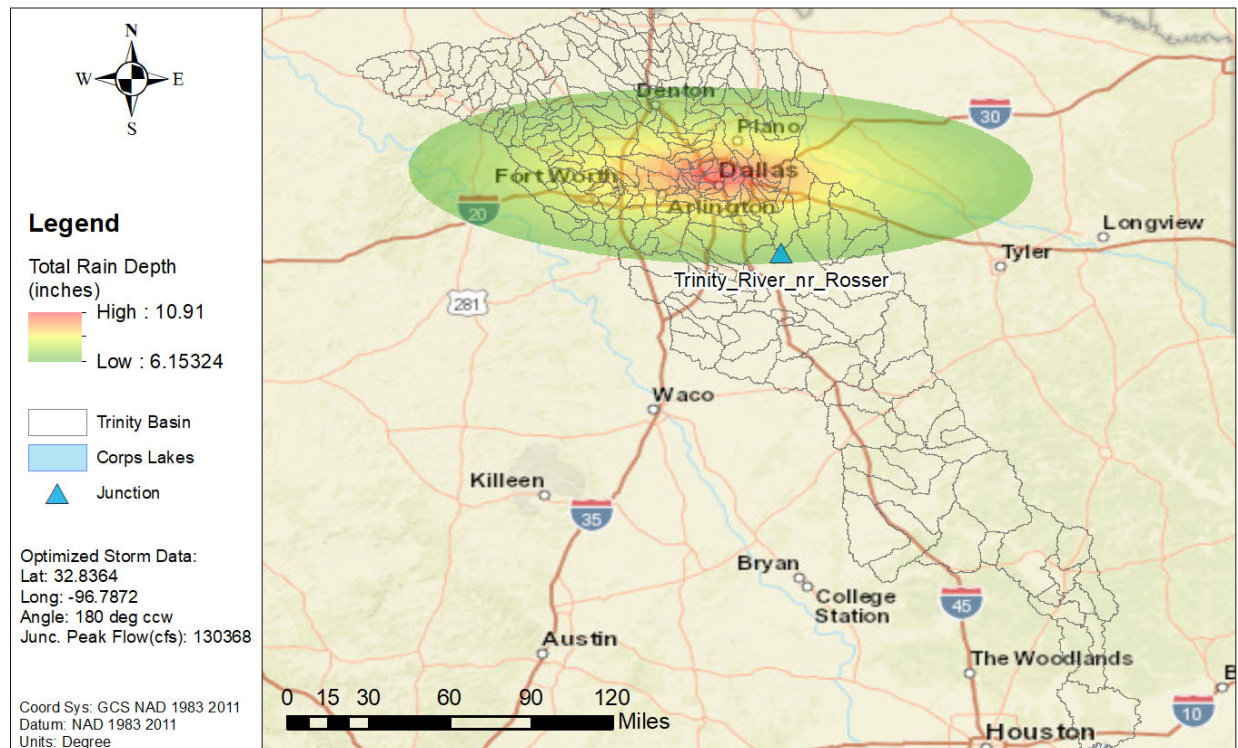 N
W
E
S
Legend
Total Rain Depth
(inches)
High : 10.91
Low : 6.15324
Trinity Basin
Corps Lakes
Junction
Optimized Storm Data:
Lat: 32.8364
Long: -96.7872
Angle: 180 deg ccw
Junc. Peak Flow(cfs): 130368
Coord Sys: GCS NAD 1983 2011
Datum: NAD 1983 2011
Units: Degree
Denton
30
Plano
Fort Worth
Dallas
20
Arlington
Longview
Tyler
Trinity_River_nr_Rosser
281
Waco
Killeen
35
Bryan
College
Station
45
Austin
The Woodlands
B
10
Houston
0 15 30 60 90 120
Miles